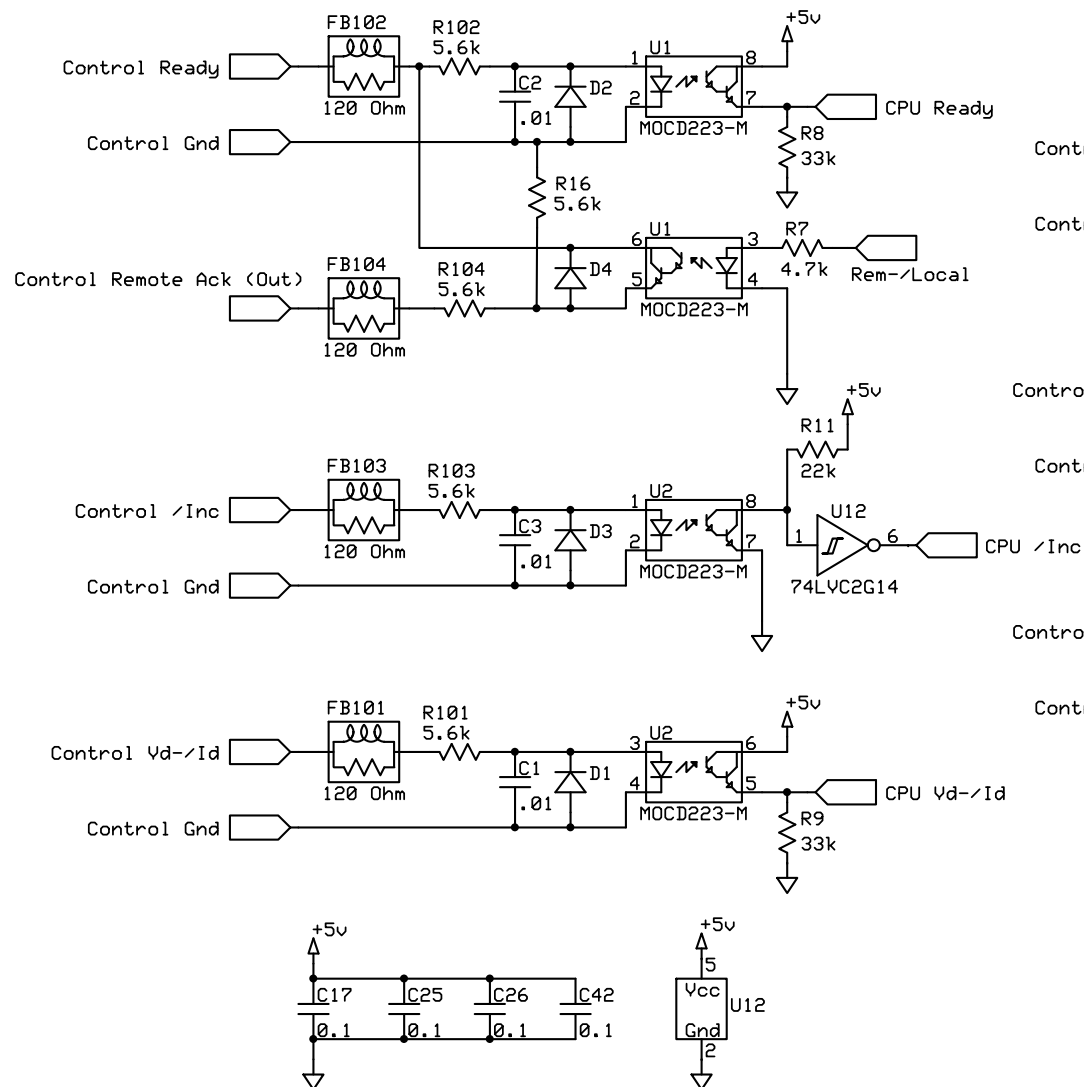 FB102
120 Ohm
R102
5.6k
Control Ready
Control Gnd
C2
.01
D2
1
2
U1
8
7
MOCD223-M
+5v
CPU Ready
R8
33k
R16
5.6k
Control Remote Ack (Out)
FB104
120 Ohm
R104
5.6k
D4
6
5
U1
3
4
MOCD223-M
R7
4.7k
Rem-/Local
Control /Inc
Control Gnd
FB103
120 Ohm
R103
5.6k
C3
.01
D3
1
2
U2
8
7
MOCD223-M
+5v
R11
22k
U12
1
6
74LVC2G14
CPU /Inc
Control Vd-/Id
Control Gnd
FB101
120 Ohm
R101
5.6k
C1
.01
D1
3
4
U2
6
5
MOCD223-M
+5v
CPU Vd-/Id
R9
33k
+5v
C17
0.1
C25
0.1
C26
0.1
C42
0.1
+5v
5
Vcc
Gnd
U12
2
Cont
Cont
Contro
Cont
Contro
Cont